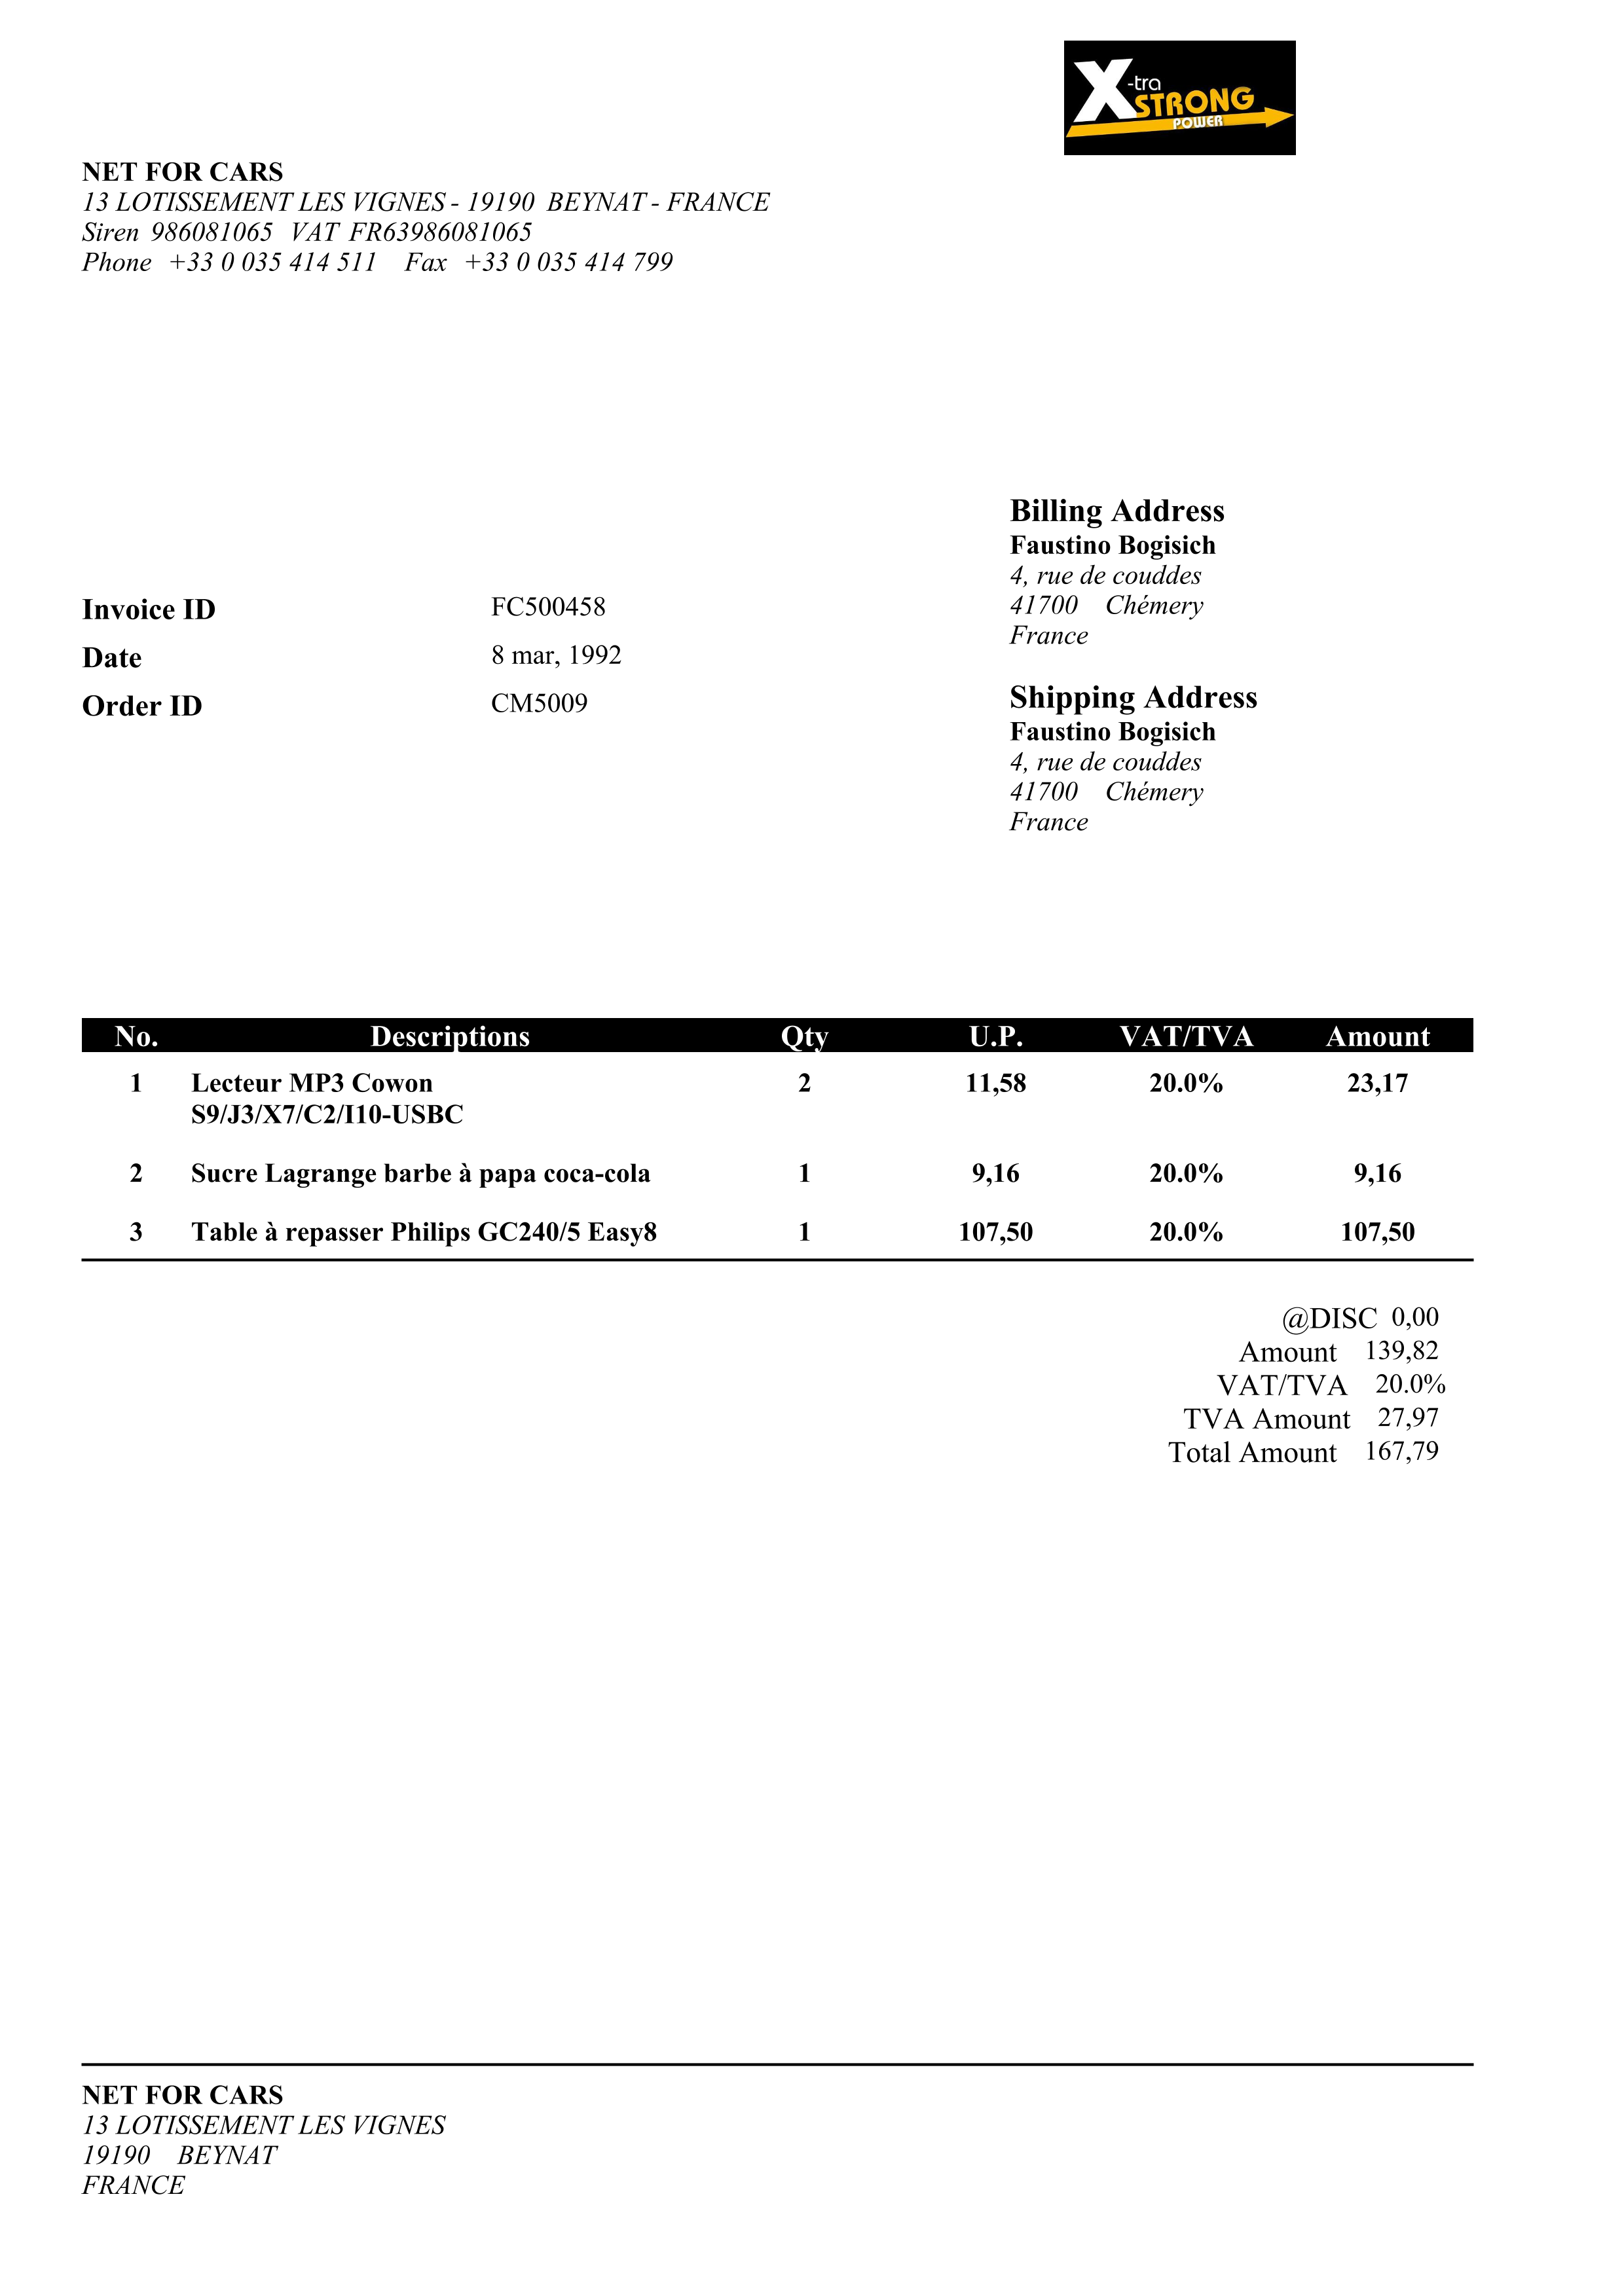 X-tra
STRONG
POWER
NET FOR CARS
13 LOTISSEMENT LES VIGNES - 19190 BEYNAT - FRANCE
Siren 986081065 VAT FR63986081065
Phone +33 0 035 414 511 Fax +33 0 035 414 799
Invoice ID FC500458
Date 8 mar, 1992
Order ID CM5009
Billing Address
Faustino Bogisich
4, rue de couddes
41700 Chémery
France
Shipping Address
Faustino Bogisich
4, rue de couddes
41700 Chémery
France
No. Descriptions Qty U.P. VAT/TVA Amount
1 Lecteur MP3 Cowon 2 11,58 20.0% 23,17
S9/J3/X7/C2/I10-USBC
2 Sucre Lagrange barbe à papa coca-cola 1 9,16 20.0% 9,16
3 Table à repasser Philips GC240/5 Easy8 1 107,50 20.0% 107,50
@DISC 0,00
Amount 139,82
VAT/TVA 20.0%
TVA Amount 27,97
Total Amount 167,79
NET FOR CARS
13 LOTISSEMENT LES VIGNES
19190 BEYNAT
FRANCE